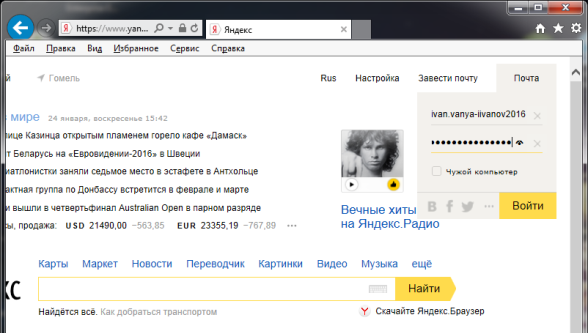 https://www.yan...
Яндекс
Файл Правка Вид Избранное Сервис Справка
й Гомель Rus Настройка Завести почту Почта
ivan.vanya-iivanov2016
Чужой компьютер
Войти
в мире 24 января, воскресенье 15:42
лице Казинца открытым пламенем горело кафе «Дамаск»
т Беларусь на «Евровидении-2016» в Швеции
иатлонистки заняли седьмое место в эстафете в Антхольце
актная группа по Донбассу встретится в феврале и марте
и вышли в четвертьфинал Australian Open в парном разряде
ы, продажа: USD 21490,00 −563,85 EUR 23355,19 −767,89
Вечные хиты
на Яндекс.Радио
Карты Маркет Новости Переводчик Картинки Видео Музыка ещё
кс
Найти
Найдётся всё. Как добраться транспортом
Скачайте Яндекс.Браузер